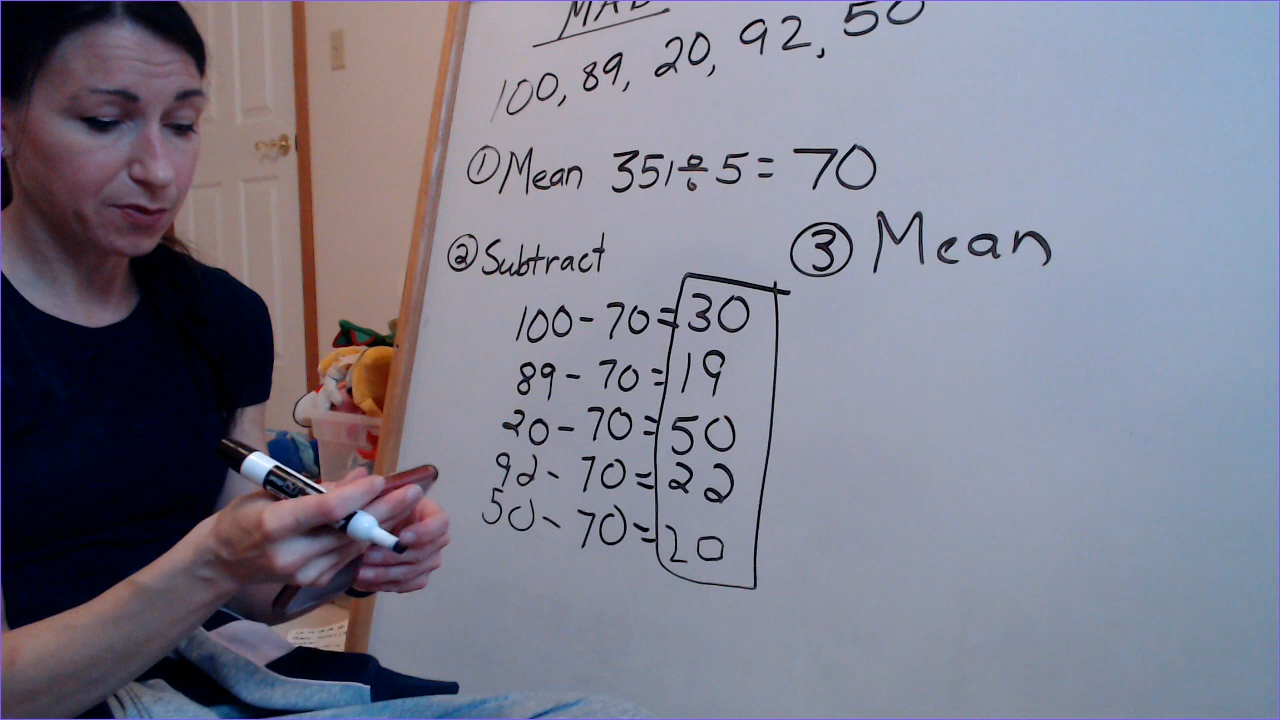 MAD
100, 89, 20, 92, 50
① Mean 351÷5= 70
② Subtract
③ Mean
100-70=30
89-70=19
20-70=50
92-70=22
50-70=20